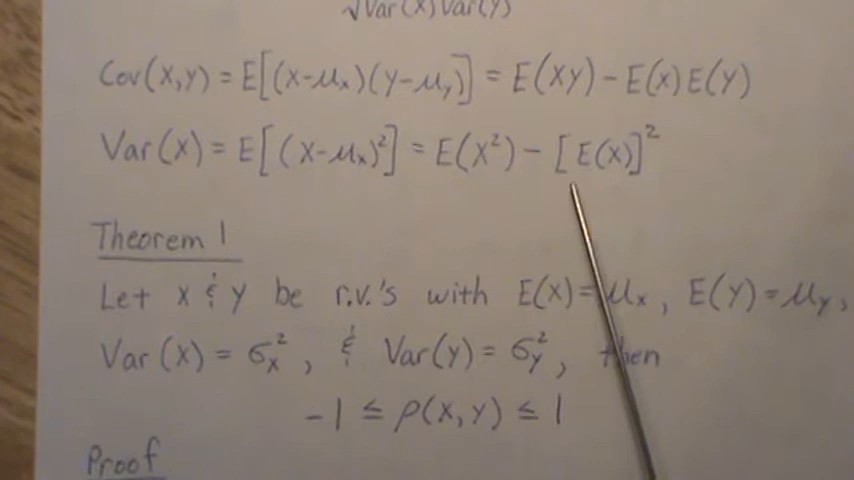 √Var(X)Var(Y)
Cov(X,Y) = E[(X-μx)(Y-μy)] = E(XY) - E(X)E(Y)
Var(X) = E[(X-μx)²] = E(X²) - [E(X)]²
Theorem 1
Let X & Y be r.v.'s with E(X)=μx, E(Y)=μy,
Var(X) = σx², & Var(Y) = σy², then
-1 ≤ ρ(X,Y) ≤ 1
Proof